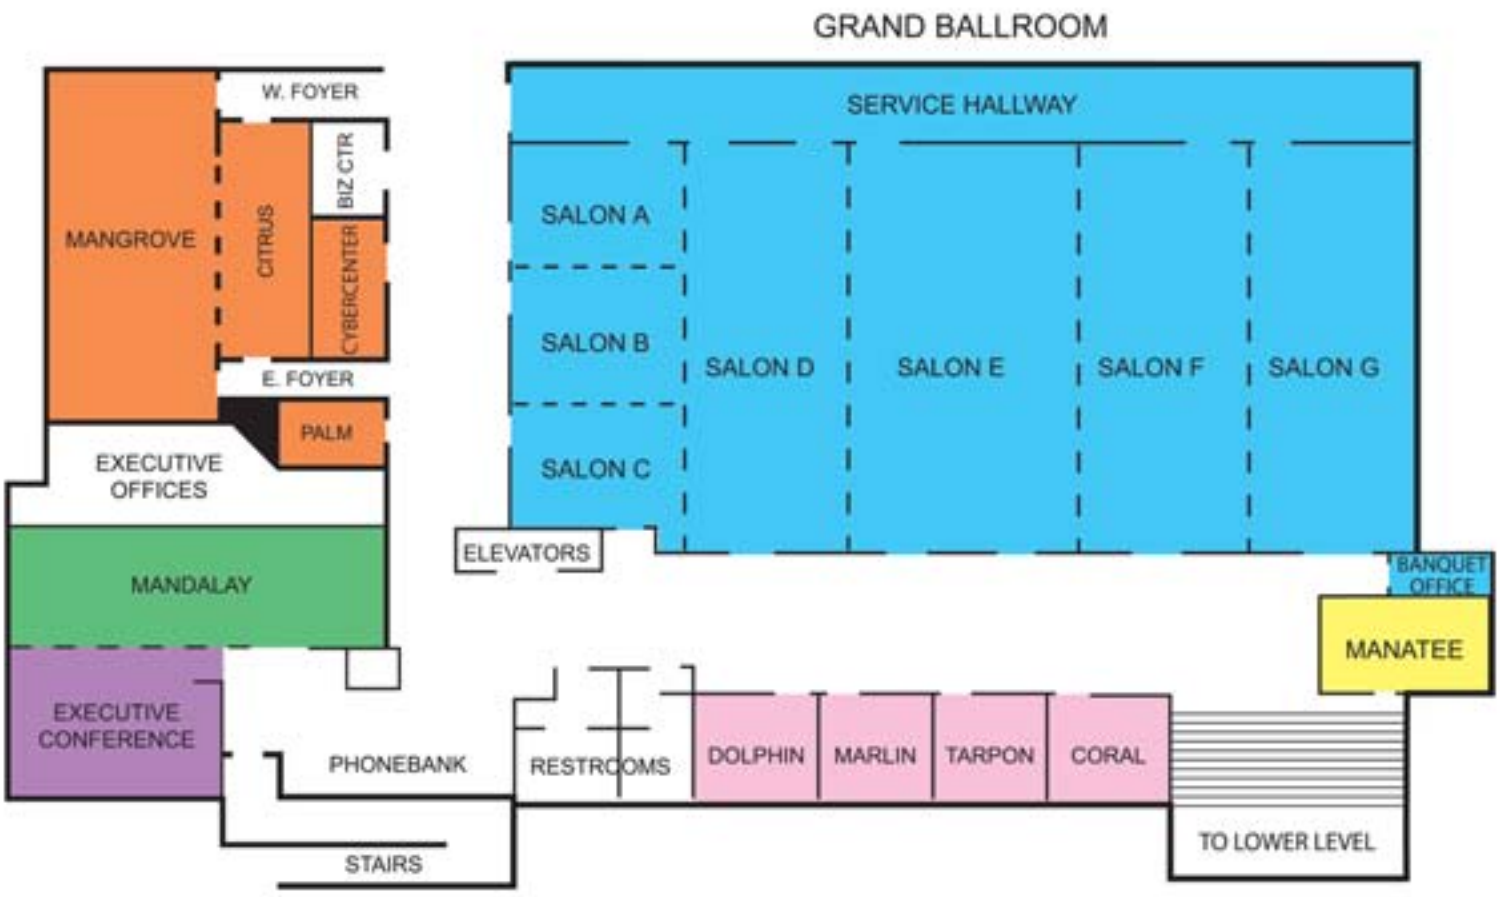 GRAND BALLROOM
W. FOYER
SERVICE HALLWAY
BIZ CTR
MANGROVE
CITRUS
CYBERCENTER
SALON A
SALON B
SALON C
SALON D
SALON E
SALON F
SALON G
E. FOYER
PALM
EXECUTIVE
OFFICES
ELEVATORS
BANQUET
OFFICE
MANDALAY
MANATEE
EXECUTIVE
CONFERENCE
PHONEBANK
RESTROOMS
DOLPHIN
MARLIN
TARPON
CORAL
TO LOWER LEVEL
STAIRS